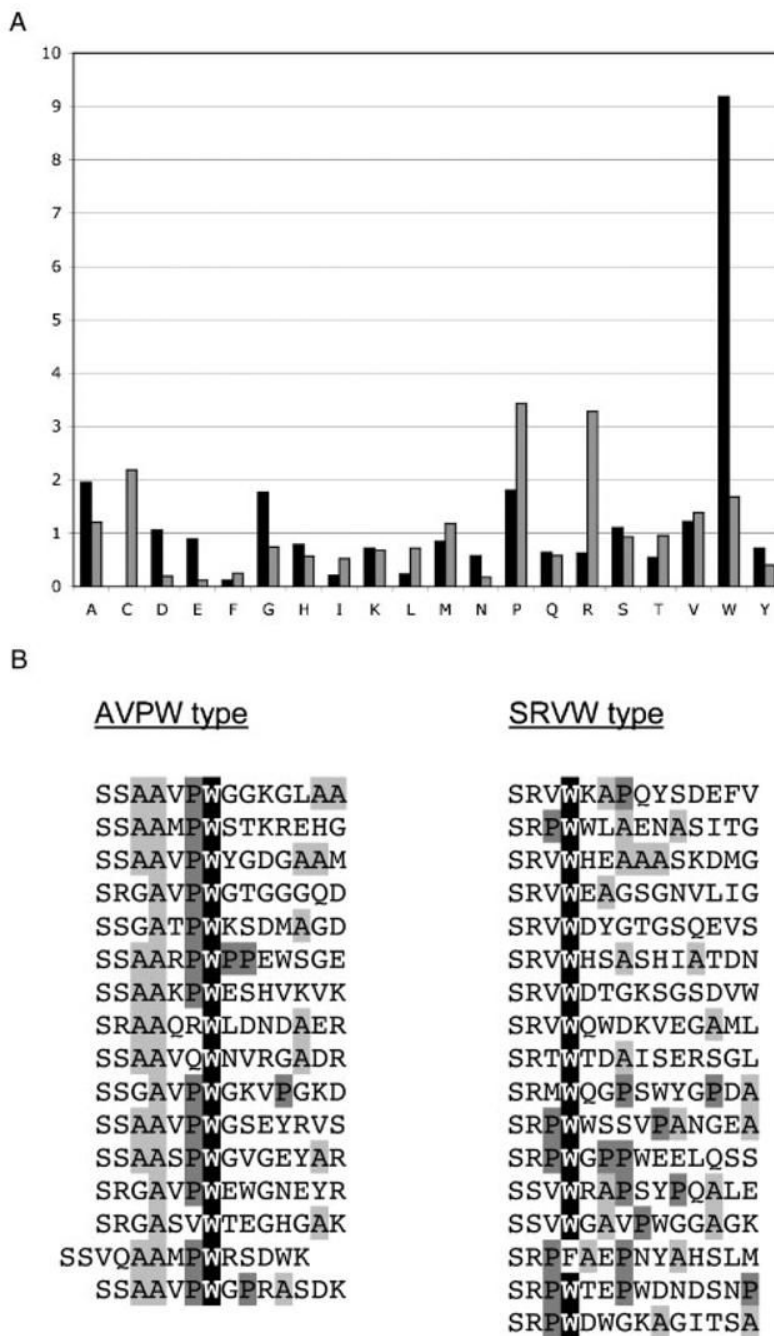 A
10
9
8
7
6
5
4
3
2
1
0
A C D E F G H I K L M N P Q R S T V W Y
B
AVPW type
SSAAVPWGGKGLAA
SSAAMPWSTKREHG
SSAAVPWYGDGAAM
SRGAVPWGTGGGQD
SSGATPWKSDMAGD
SSAARPWPPEWSGE
SSAAKPWESHVKVK
SRAAQRWLDNDAER
SSAAVQWNVRGADR
SSGAVPWGKVPGKD
SSAAVPWGSEYRVS
SSAASPWGVGEYAR
SRGAVPWEWGNEYR
SRGASVWTEGHGAK
SSVQAAMPWRSDWK
SSAAVPWGPRASDK
SRVW type
SRVWKAPQYSDEFV
SRPWWLAENASITG
SRVWHEAAASKDMG
SRVWEAGSGNVLIG
SRVWDYGTGSQEVS
SRVWHSASHIATDN
SRVWDTGKSGSDVW
SRVWQWDKVEGAML
SRTWTDAISERSGL
SRMWQGPSWYGPDA
SRPWWSSVPANGEA
SRPWGPPWEELQSS
SSVWRAPSYPQALE
SSVWGAVPWGGAGK
SRPFAEPNYAHSLM
SRPWTEPWDNDSNP
SRPWDWGKAGITSA